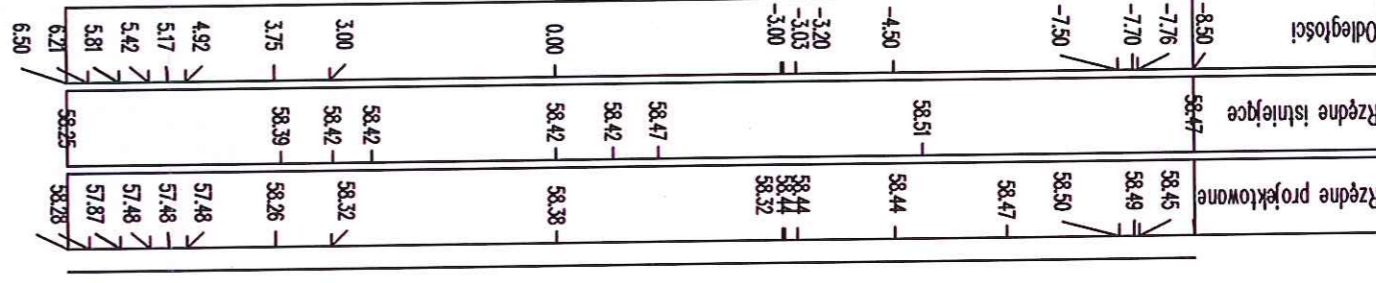 Rzędne projektowane 58.45 58.49 58.50 58.47 58.44 58.44 58.44 58.32 58.38 58.32 58.26 57.48 57.48 57.48 57.87 58.28
Rzędne istniejące 58.47 58.51 58.47 58.42 58.42 58.42 58.42 58.39 58.25
Odległości -8.50 -7.76 -7.70 -7.50 -4.50 -3.20 -3.03 -3.00 0.00 3.00 3.75 4.92 5.17 5.42 5.81 6.21 6.50